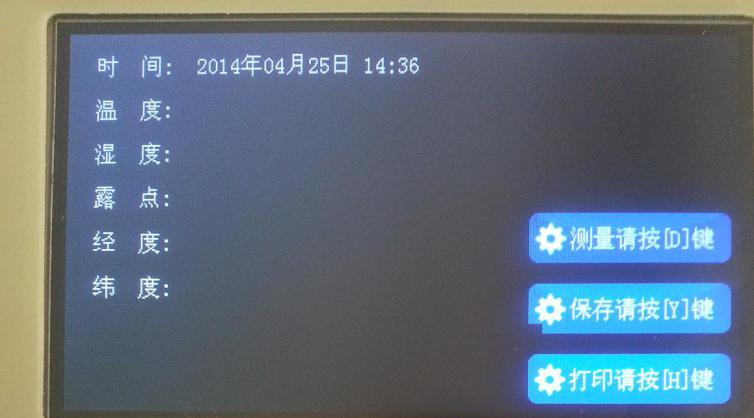 时 间: 2014年04月25日 14:36
温 度:
湿 度:
露 点:
经 度:
纬 度:
测量请按[D]键
保存请按[Y]键
打印请按[H]键